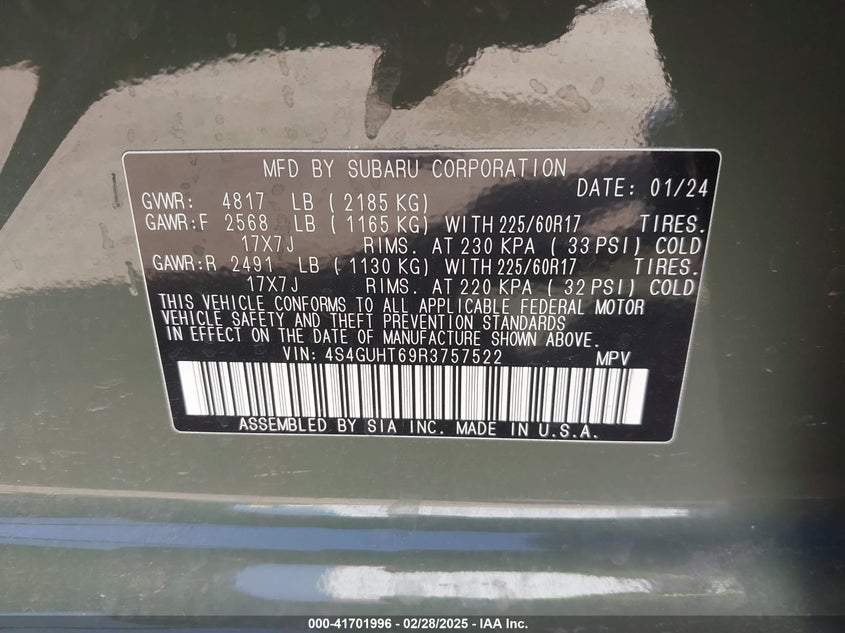 MFD BY SUBARU CORPORATION
DATE: 01/24
GVWR: 4817 LB ( 2185 KG)
GAWR:F 2568 LB ( 1165 KG) WITH 225/60R17 TIRES.
17X7J RIMS. AT 230 KPA ( 33 PSI) COLD
GAWR:R 2491 LB ( 1130 KG) WITH 225/60R17 TIRES.
17X7J RIMS. AT 220 KPA ( 32 PSI) COLD
THIS VEHICLE CONFORMS TO ALL APPLICABLE FEDERAL MOTOR
VEHICLE SAFETY AND THEFT PREVENTION STANDARDS
IN EFFECT ON THE DATE OF MANUFACTURE SHOWN ABOVE.
VIN: 4S4GUHT69R3757522 MPV
ASSEMBLED BY SIA INC. MADE IN U.S.A.
000-41701996 - 02/28/2025 - IAA Inc.